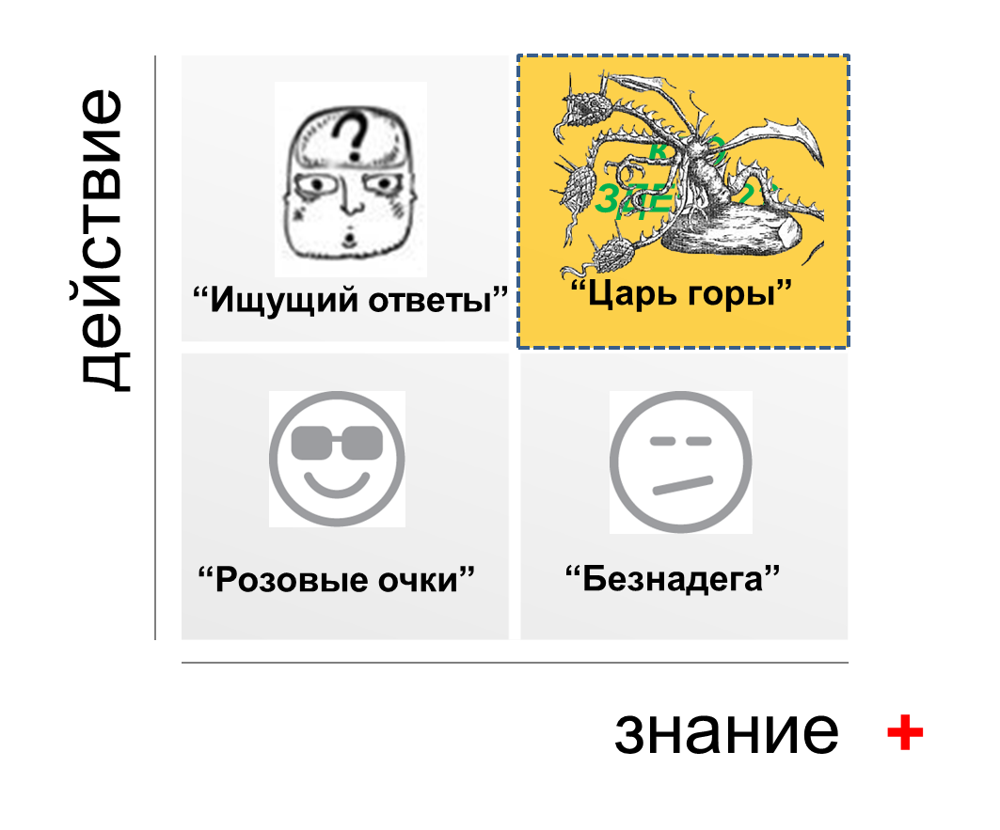 действие
?
“Ищущий ответы”
“Царь горы”
“Розовые очки”
“Безнадега”
знание +